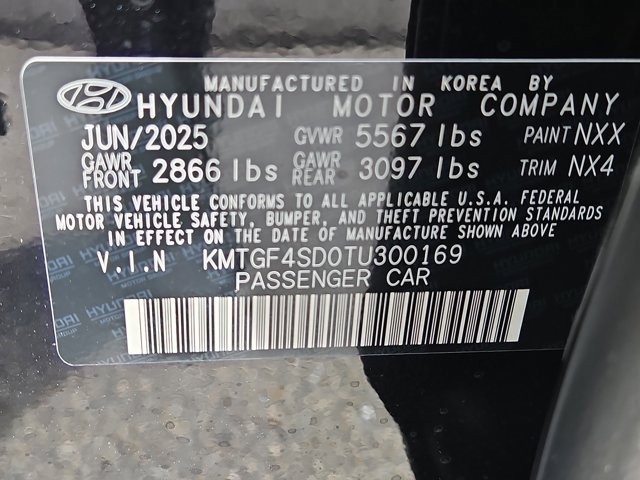 MANUFACTURED IN KOREA BY
HYUNDAI MOTOR COMPANY
JUN/2025 GVWR 5567 lbs PAINT NXX
GAWR FRONT 2866 lbs GAWR REAR 3097 lbs TRIM NX4
THIS VEHICLE CONFORMS TO ALL APPLICABLE U.S.A. FEDERAL
MOTOR VEHICLE SAFETY, BUMPER, AND THEFT PREVENTION STANDARDS
IN EFFECT ON THE DATE OF MANUFACTURE SHOWN ABOVE
V.I.N KMTGF4SD0TU300169
PASSENGER CAR